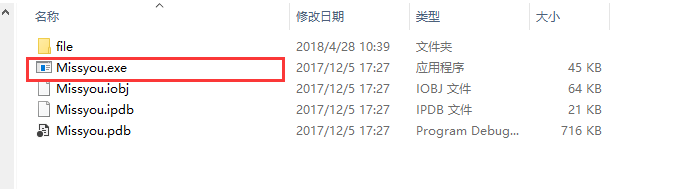 名称 修改日期 类型 大小
file 2018/4/28 10:39 文件夹
Missyou.exe 2017/12/5 17:27 应用程序 45 KB
Missyou.iobj 2017/12/5 17:27 IOBJ 文件 64 KB
Missyou.ipdb 2017/12/5 17:27 IPDB 文件 21 KB
Missyou.pdb 2017/12/5 17:27 Program Debug... 716 KB